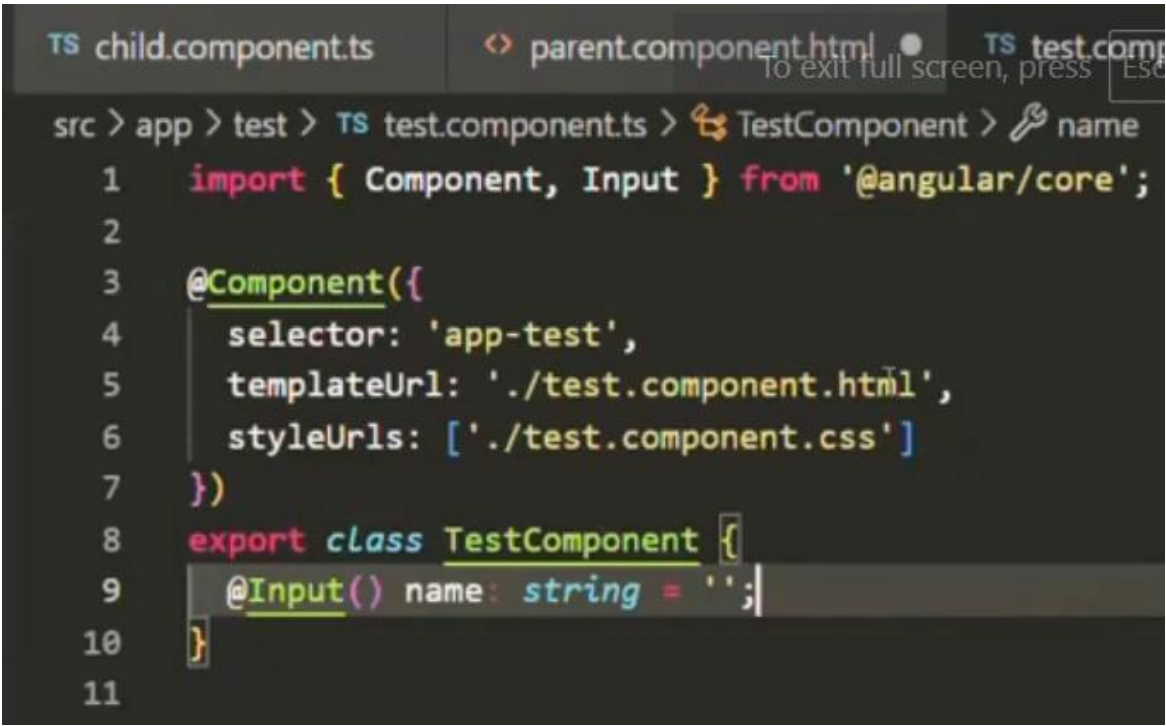 TS child.component.ts <> parent.component.html ● TS test.comp
To exit full screen, press Esc
src > app > test > TS test.component.ts > TestComponent > name
1 import { Component, Input } from '@angular/core';
2
3 @Component({
4 selector: 'app-test',
5 templateUrl: './test.component.html',
6 styleUrls: ['./test.component.css']
7 })
8 export class TestComponent {
9 @Input() name: string = '';
10 }
11